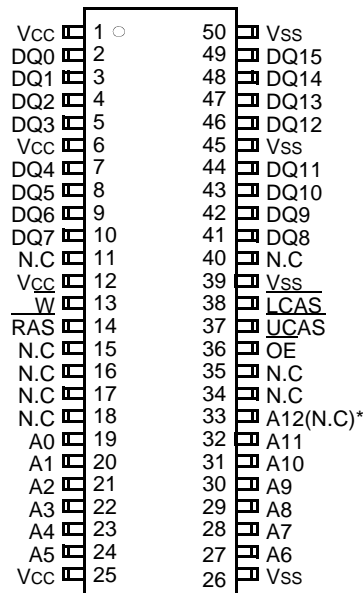 Vcc 1 50 Vss
DQ0 2 49 DQ15
DQ1 3 48 DQ14
DQ2 4 47 DQ13
DQ3 5 46 DQ12
Vcc 6 45 Vss
DQ4 7 44 DQ11
DQ5 8 43 DQ10
DQ6 9 42 DQ9
DQ7 10 41 DQ8
N.C 11 40 N.C
Vcc 12 39 Vss
W 13 38 LCAS
RAS 14 37 UCAS
N.C 15 36 OE
N.C 16 35 N.C
N.C 17 34 N.C
N.C 18 33 A12(N.C)*
A0 19 32 A11
A1 20 31 A10
A2 21 30 A9
A3 22 29 A8
A4 23 28 A7
A5 24 27 A6
Vcc 25 26 Vss